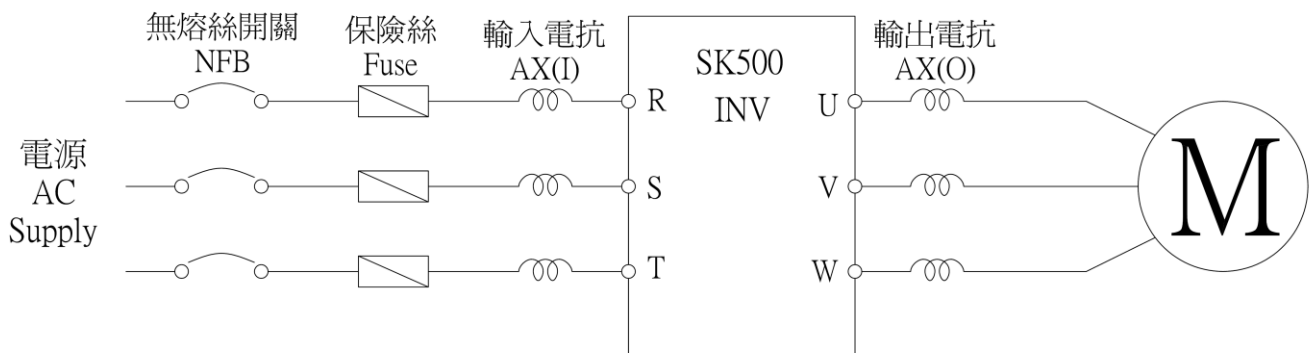 無熔絲開關
NFB
保險絲
Fuse
輸入電抗
AX(I)
SK500
INV
輸出電抗
AX(O)
電源
AC
Supply
R
S
T
U
V
W
M